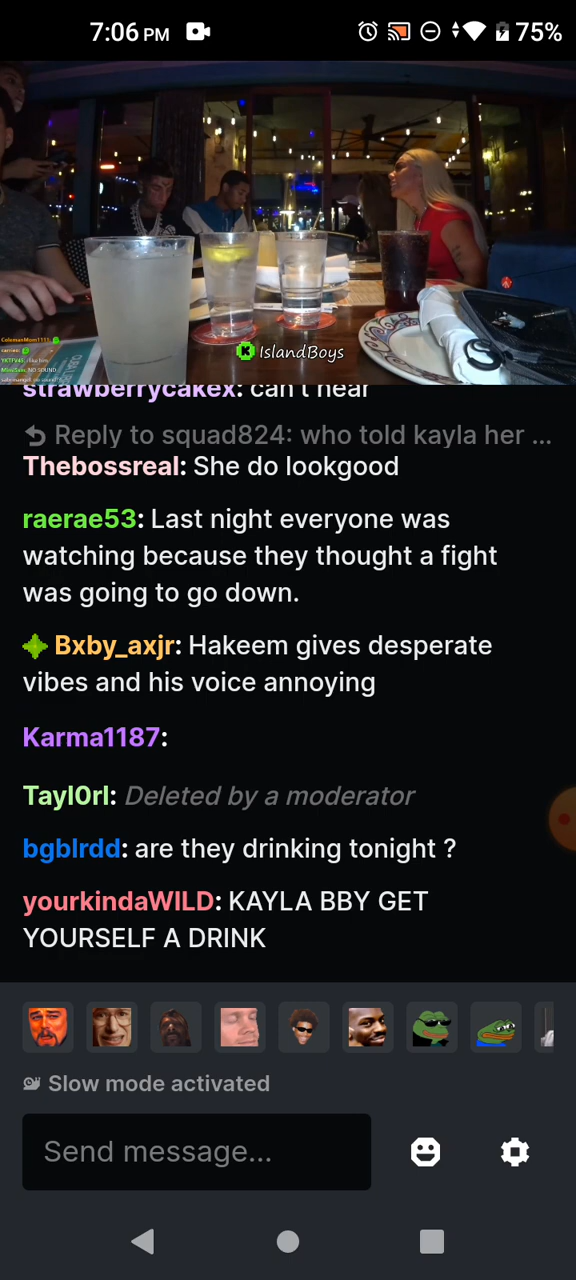 7:06 PM
75%
IslandBoys
strawberrycakex: can't hear
Reply to squad824: who told kayla her ...
Thebossreal: She do lookgood
raerae53: Last night everyone was
watching because they thought a fight
was going to go down.
Bxby_axjr: Hakeem gives desperate
vibes and his voice annoying
Karma1187:
Tayl0rl: Deleted by a moderator
bgblrdd: are they drinking tonight ?
yourkindaWILD: KAYLA BBY GET
YOURSELF A DRINK
Slow mode activated
Send message...